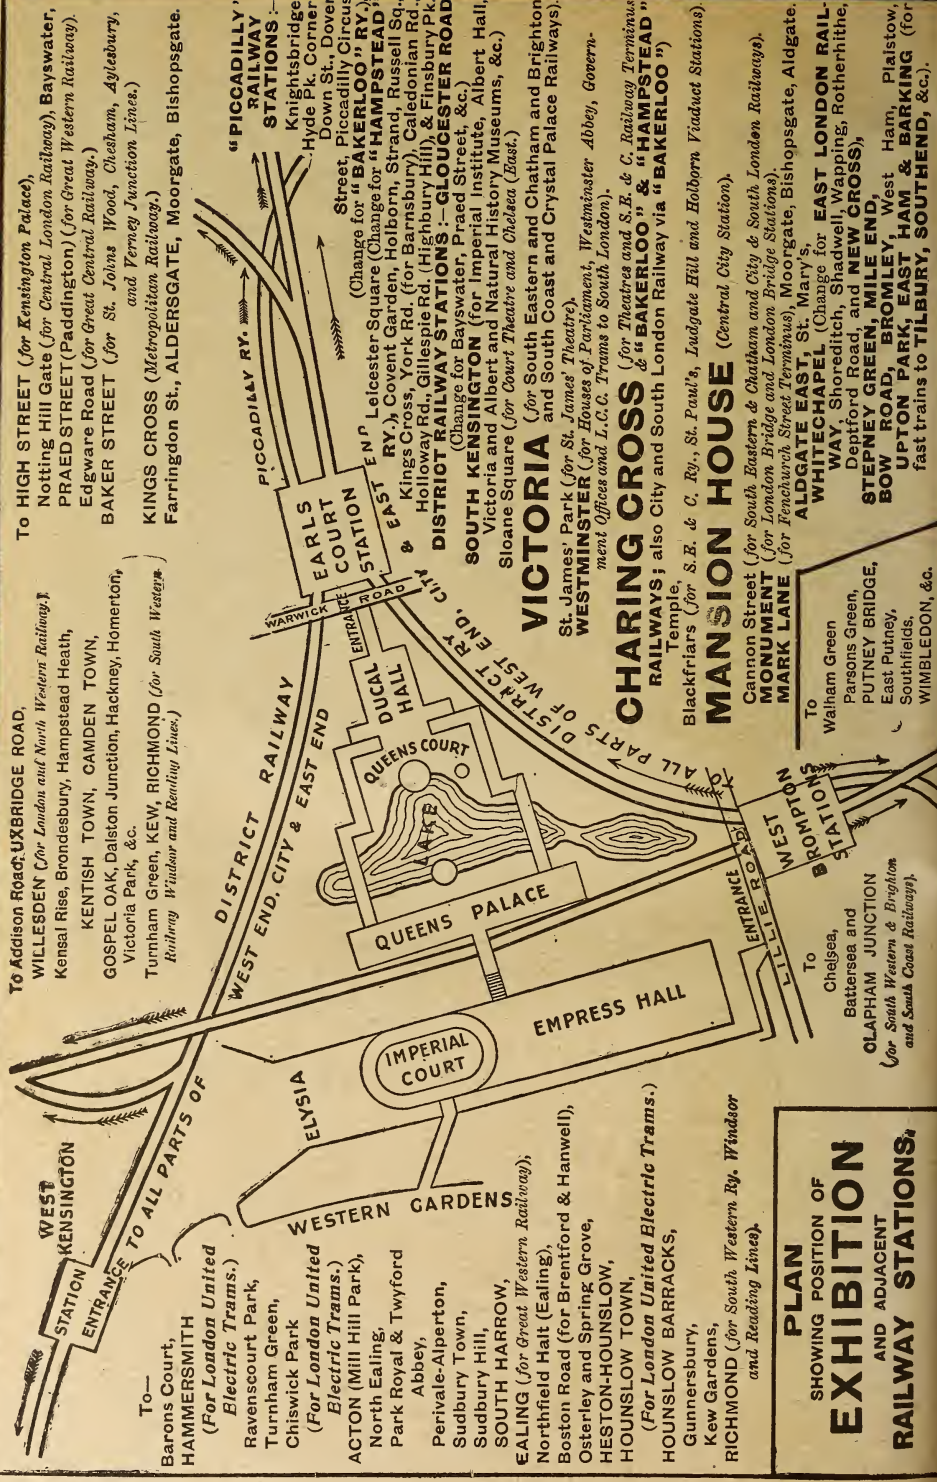 PLAN
SHOWING POSITION OF
EXHIBITION
AND ADJACENT
RAILWAY STATIONS.
To—
Barons Court,
HAMMERSMITH
(For London United
Electric Trams.)
Ravenscourt Park,
Turnham Green,
Chiswick Park
(For London United
Electric Trams.)
ACTON (Mill Hill Park),
North Ealing,
Park Royal & Twyford
Abbey,
Perivale-Alperton,
Sudbury Town,
Sudbury Hill,
SOUTH HARROW,
EALING (for Great Western Railway);
Northfield Halt (Ealing),
Boston Road (for Brentford & Hanwell),
Osterley and Spring Grove,
HESTON-HOUNSLOW,
HOUNSLOW TOWN,
(For London United Electric Trams.)
HOUNSLOW BARRACKS,
Gunnersbury,
Kew Gardens,
RICHMOND (for South Western Ry. Windsor
and Reading Lines).
WEST
KENSINGTON
STATION
ENTRANCE
TO ALL PARTS OF
WEST END, CITY & EAST END
DISTRICT RAILWAY
WESTERN GARDENS
ELYSIA
IMPERIAL
COURT
EMPRESS HALL
QUEENS PALACE
LAKE
QUEENS COURT
DUCAL
HALL
ENTRANCE
WARWICK ROAD
EARLS
COURT
STATION
PICCADILLY RY.
DISTRICT RY
TO ALL PARTS OF
WEST END, CITY & EAST END
ENTRANCE
LILLIE ROAD
WEST
BROMPTON
STATIONS
To Addison Road: UXBRIDGE ROAD,
WILLESDEN (for London and North Western Railway.)
Kensal Rise, Brondesbury, Hampstead Heath,
KENTISH TOWN, CAMDEN TOWN,
GOSPEL OAK, Dalston Junction, Hackney, Homerton,
Victoria Park, &c.
Turnham Green, KEW, RICHMOND (for South Western
Railway Windsor and Reading Lines.)
To
Chelsea,
Battersea and
CLAPHAM JUNCTION
(for South Western & Brighton
and South Coast Railways).
To
Walham Green
Parsons Green,
PUTNEY BRIDGE,
East Putney,
Southfields,
WIMBLEDON, &c.
To HIGH STREET (for Kensington Palace),
Notting Hill Gate (for Central London Railway), Bayswater,
PRAED STREET (Paddington) (for Great Western Railway).
Edgware Road (for Great Central Railway.)
BAKER STREET (for St. Johns Wood, Chesham, Aylesbury,
and Verney Junction Lines.)
KINGS CROSS (Metropolitan Railway.)
Farringdon St., ALDERSGATE, Moorgate, Bishopsgate.
"PICCADILLY"
RAILWAY
STATIONS:—
Knightsbridge
Hyde Pk. Corner
Down St., Dover
Street, Piccadilly Circus
(Change for "BAKERLOO" RY.),
Leicester Square (Change for "HAMPSTEAD"
RY.), Covent Garden, Holborn, Strand, Russell Sq.,
Kings Cross, York Rd. (for Barnsbury), Caledonian Rd.,
Holloway Rd., Gillespie Rd. (Highbury Hill), & Finsbury Pk.
DISTRICT RAILWAY STATIONS:—GLOUCESTER ROAD
(Change for Bayswater, Praed Street, &c.)
SOUTH KENSINGTON (for Imperial Institute, Albert Hall,
Victoria and Albert and Natural History Museums, &c.)
Sloane Square (for Court Theatre and Chelsea (East.)
VICTORIA (for South Eastern and Chatham and Brighton
and South Coast and Crystal Palace Railways).
St. James' Park (for St. James' Theatre).
WESTMINSTER (for Houses of Parliament, Westminster Abbey, Govern-
ment Offices and L.C.C. Trams to South London).
CHARING CROSS (for Theatres and S.E. & C. Railway Terminus
& "BAKERLOO" & "HAMPSTEAD"
RAILWAYS; also City and South London Railway via "BAKERLOO")
Temple,
Blackfriars (for S.E. & C. Ry., St. Paul's, Ludgate Hill and Holborn Viaduct Stations).
MANSION HOUSE (Central City Station).
Cannon Street (for South Eastern & Chatham and City & South London Railways).
MONUMENT (for London Bridge and London Bridge Stations).
MARK LANE (for Fenchurch Street Terminus), Moorgate, Bishopsgate, Aldgate.
ALDGATE EAST, St. Mary's,
WHITECHAPEL (Change for EAST LONDON RAIL-
WAY, Shoreditch, Shadwell, Wapping, Rotherhithe,
Deptford Road, and NEW CROSS),
STEPNEY GREEN, MILE END,
BOW ROAD, BROMLEY, West Ham, Plaistow,
UPTON PARK, EAST HAM & BARKING (for
fast trains to TILBURY, SOUTHEND, &c.).